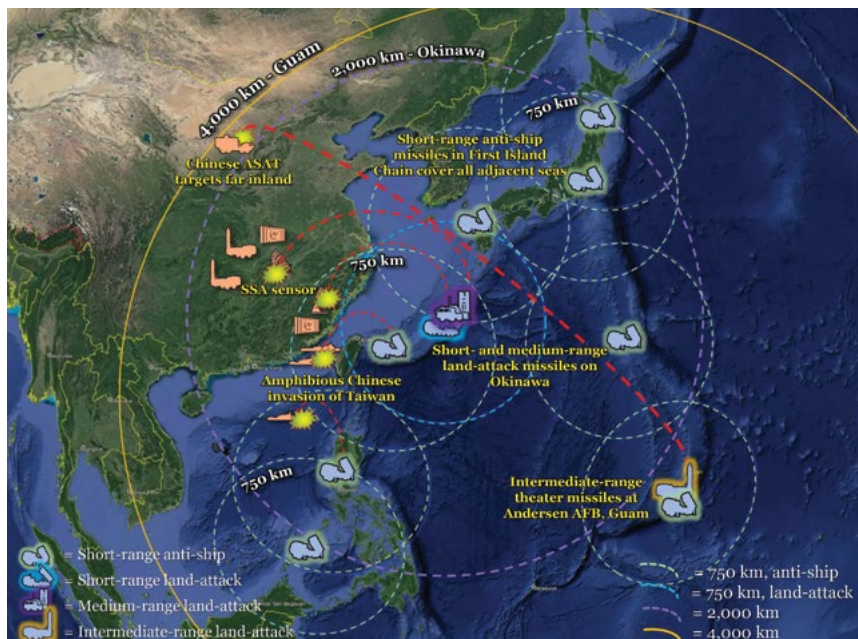 4,000 km - Guam
2,000 km - Okinawa
750 km
Short-range anti-ship
missiles in First Island
Chain cover all adjacent seas
Chinese ASAT
targets far inland
750 km
SSA sensor
Short- and medium-range
land-attack missiles on
Okinawa
Amphibious Chinese
invasion of Taiwan
750 km
Intermediate-range
theater missiles at
Andersen AFB, Guam
= Short-range anti-ship
= Short-range land-attack
= Medium-range land-attack
= Intermediate-range land-attack
= 750 km, anti-ship
= 750 km, land-attack
= 2,000 km
= 4,000 km